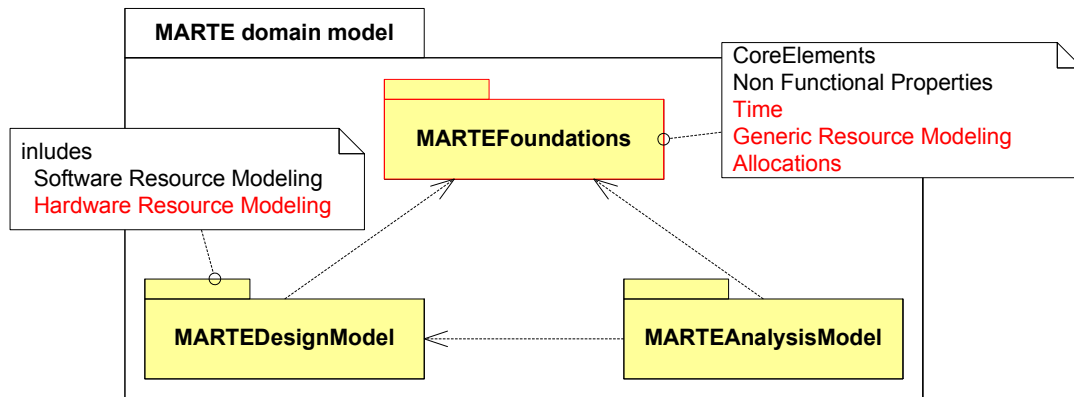 MARTE domain model
CoreElements
Non Functional Properties
Time
Generic Resource Modeling
Allocations
MARTEFoundations
inludes
Software Resource Modeling
Hardware Resource Modeling
MARTEDesignModel
MARTEAnalysisModel